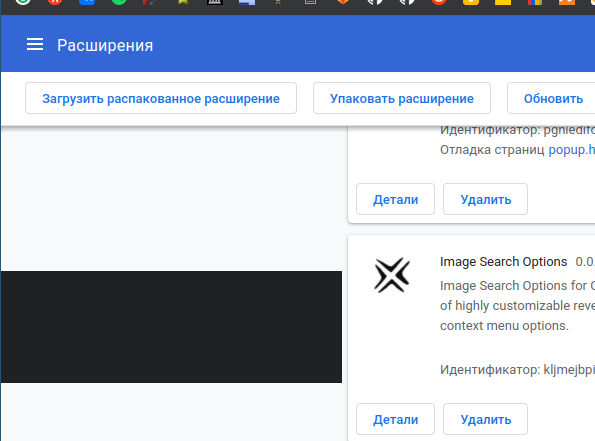 Расширения
Загрузить распакованное расширение
Упаковать расширение
Обновить
Идентификатор:
Отладка страниц popup.h
Детали
Удалить
Image Search Options 0.0.
Image Search Options for
of highly customizable reve
context menu options.
Идентификатор: kljmejbpi
Детали
Удалить